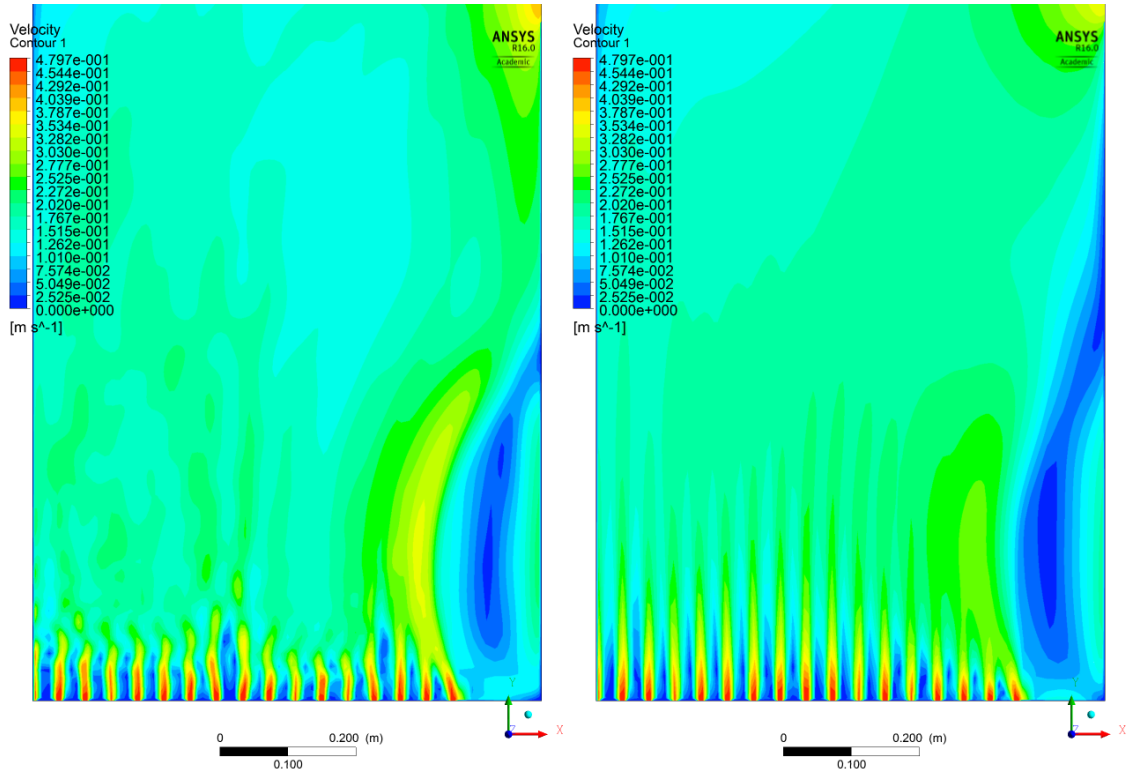 Velocity
Contour 1
4.797e-001
4.544e-001
4.292e-001
4.039e-001
3.787e-001
3.534e-001
3.282e-001
3.030e-001
2.777e-001
2.525e-001
2.272e-001
2.020e-001
1.767e-001
1.515e-001
1.262e-001
1.010e-001
7.574e-002
5.049e-002
2.525e-002
0.000e+000
[m s^-1]
ANSYS
R16.0
Academic
Y
Z
X
0
0.200 (m)
0.100
Velocity
Contour 1
4.797e-001
4.544e-001
4.292e-001
4.039e-001
3.787e-001
3.534e-001
3.282e-001
3.030e-001
2.777e-001
2.525e-001
2.272e-001
2.020e-001
1.767e-001
1.515e-001
1.262e-001
1.010e-001
7.574e-002
5.049e-002
2.525e-002
0.000e+000
[m s^-1]
ANSYS
R16.0
Academic
Y
Z
X
0
0.200 (m)
0.100